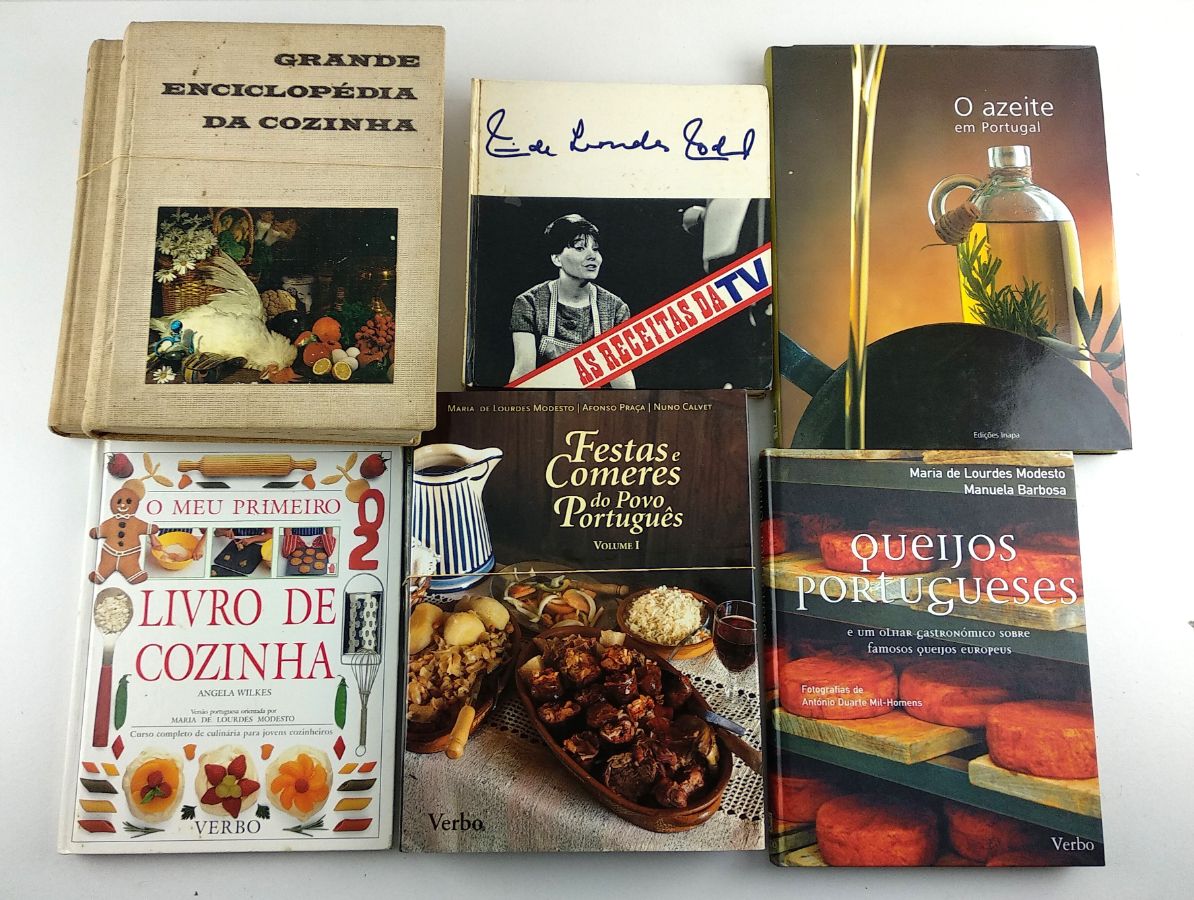 GRANDE
ENCICLOPÉDIA
DA COZINHA
M. de Lourdes Modesto
AS RECEITAS DA TV
O azeite
em Portugal
Edições Inapa
O MEU PRIMEIRO
LIVRO DE
COZINHA
ANGELA WILKES
Versão portuguesa orientada por
MARIA DE LOURDES MODESTO
Curso completo de culinária para jovens cozinheiros
VERBO
MARIA DE LOURDES MODESTO | AFONSO PRAÇA | NUNO CALVET
Festas e
Comeres
do Povo
Português
VOLUME I
Verbo
Maria de Lourdes Modesto
Manuela Barbosa
QUEIJOS
PORTUGUESES
E UM OLHAR GASTRONÓMICO SOBRE
FAMOSOS QUEIJOS EUROPEUS
Fotografias de
António Duarte Mil-Homens
Verbo